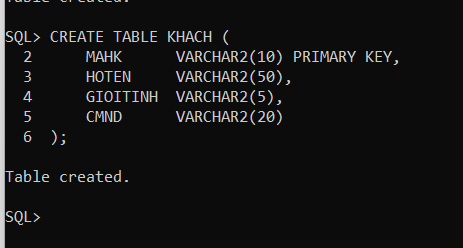 Table created.
SQL> CREATE TABLE KHACH (
  2     MAHK      VARCHAR2(10) PRIMARY KEY,
  3     HOTEN     VARCHAR2(50),
  4     GIOITINH  VARCHAR2(5),
  5     CMND      VARCHAR2(20)
  6  );
Table created.
SQL>